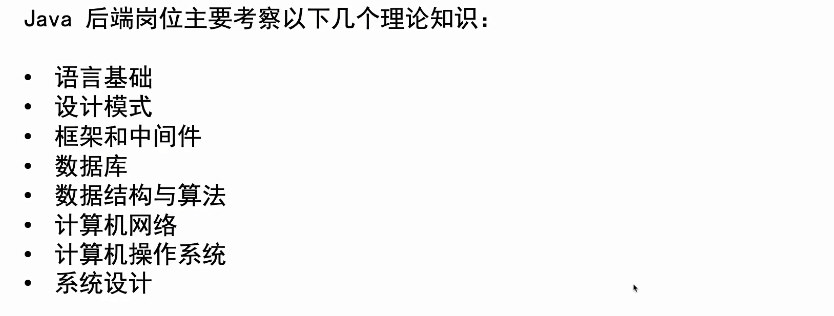 Java 后端岗位主要考察以下几个理论知识：
• 语言基础
• 设计模式
• 框架和中间件
• 数据库
• 数据结构与算法
• 计算机网络
• 计算机操作系统
• 系统设计